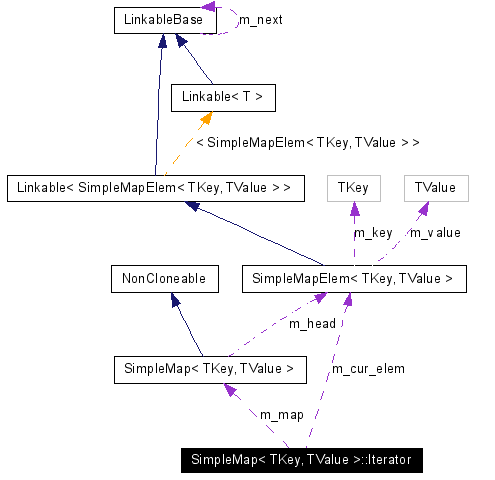 LinkableBase
m_next
Linkable< T >
< SimpleMapElem< TKey, TValue > >
Linkable< SimpleMapElem< TKey, TValue > >
TKey
TValue
m_key
m_value
NonCloneable
SimpleMapElem< TKey, TValue >
m_head
SimpleMap< TKey, TValue >
m_cur_elem
m_map
SimpleMap< TKey, TValue >::Iterator